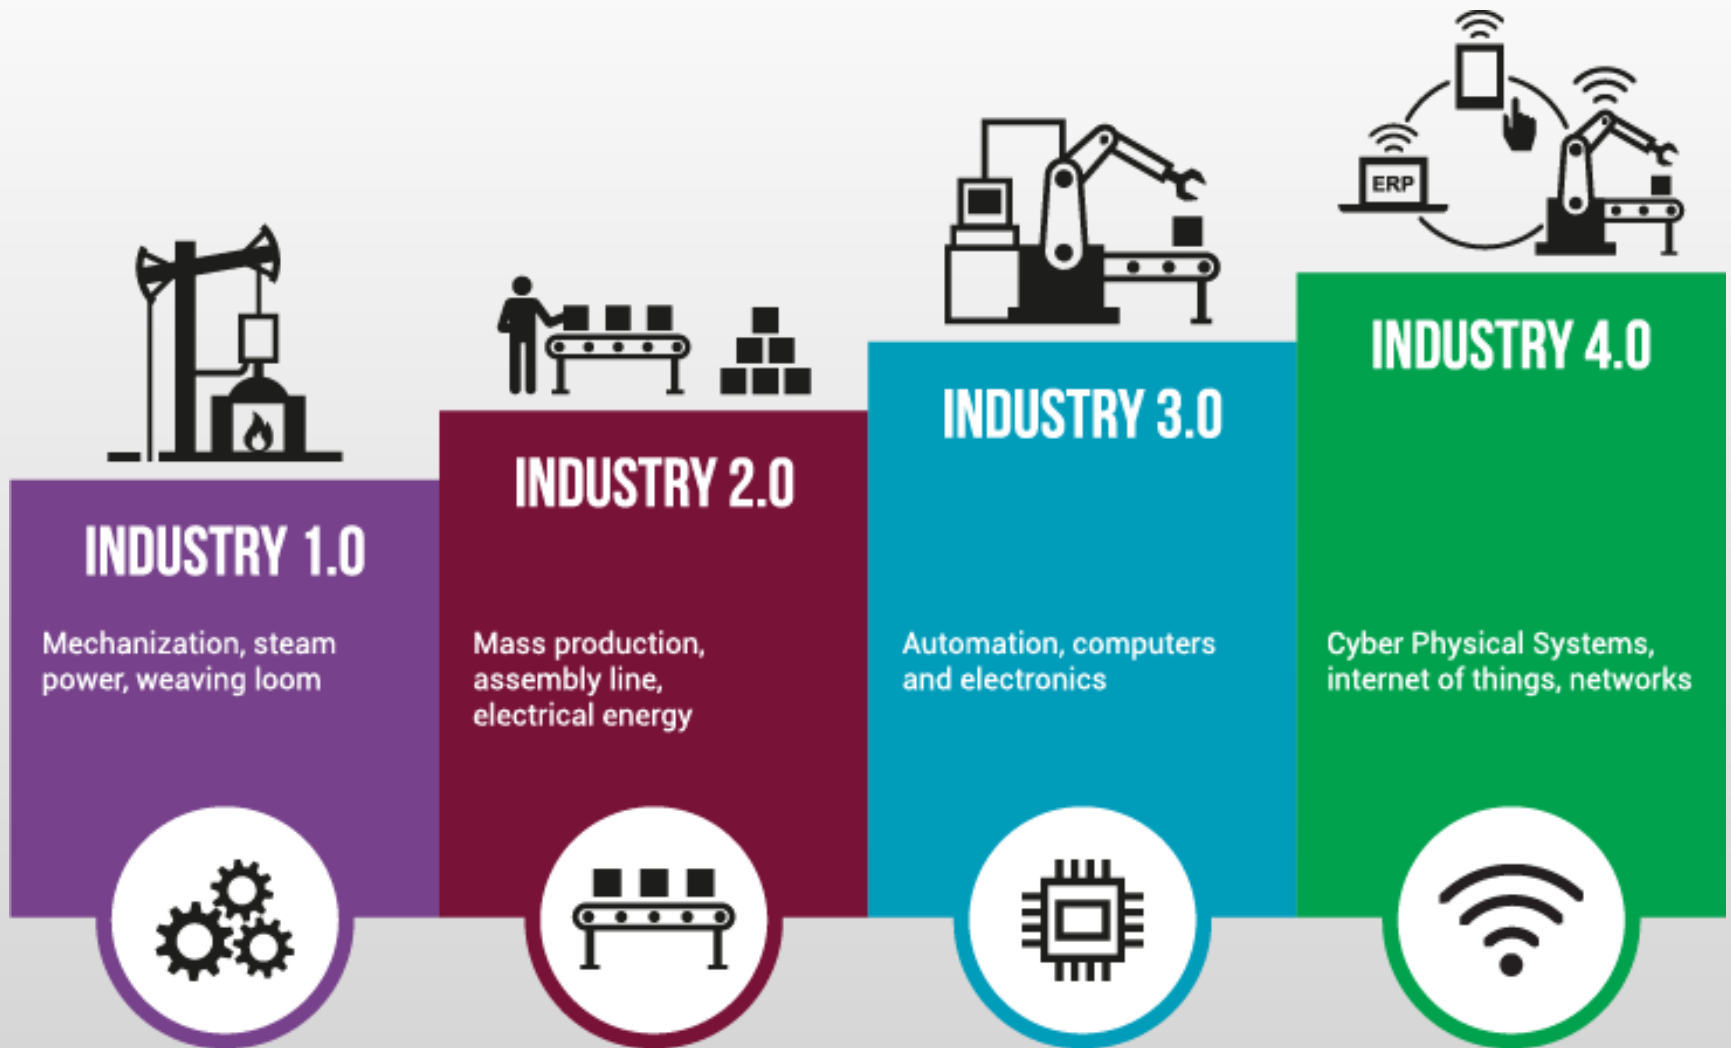 ERP
INDUSTRY 1.0
Mechanization, steam
power, weaving loom
INDUSTRY 2.0
Mass production,
assembly line,
electrical energy
INDUSTRY 3.0
Automation, computers
and electronics
INDUSTRY 4.0
Cyber Physical Systems,
internet of things, networks